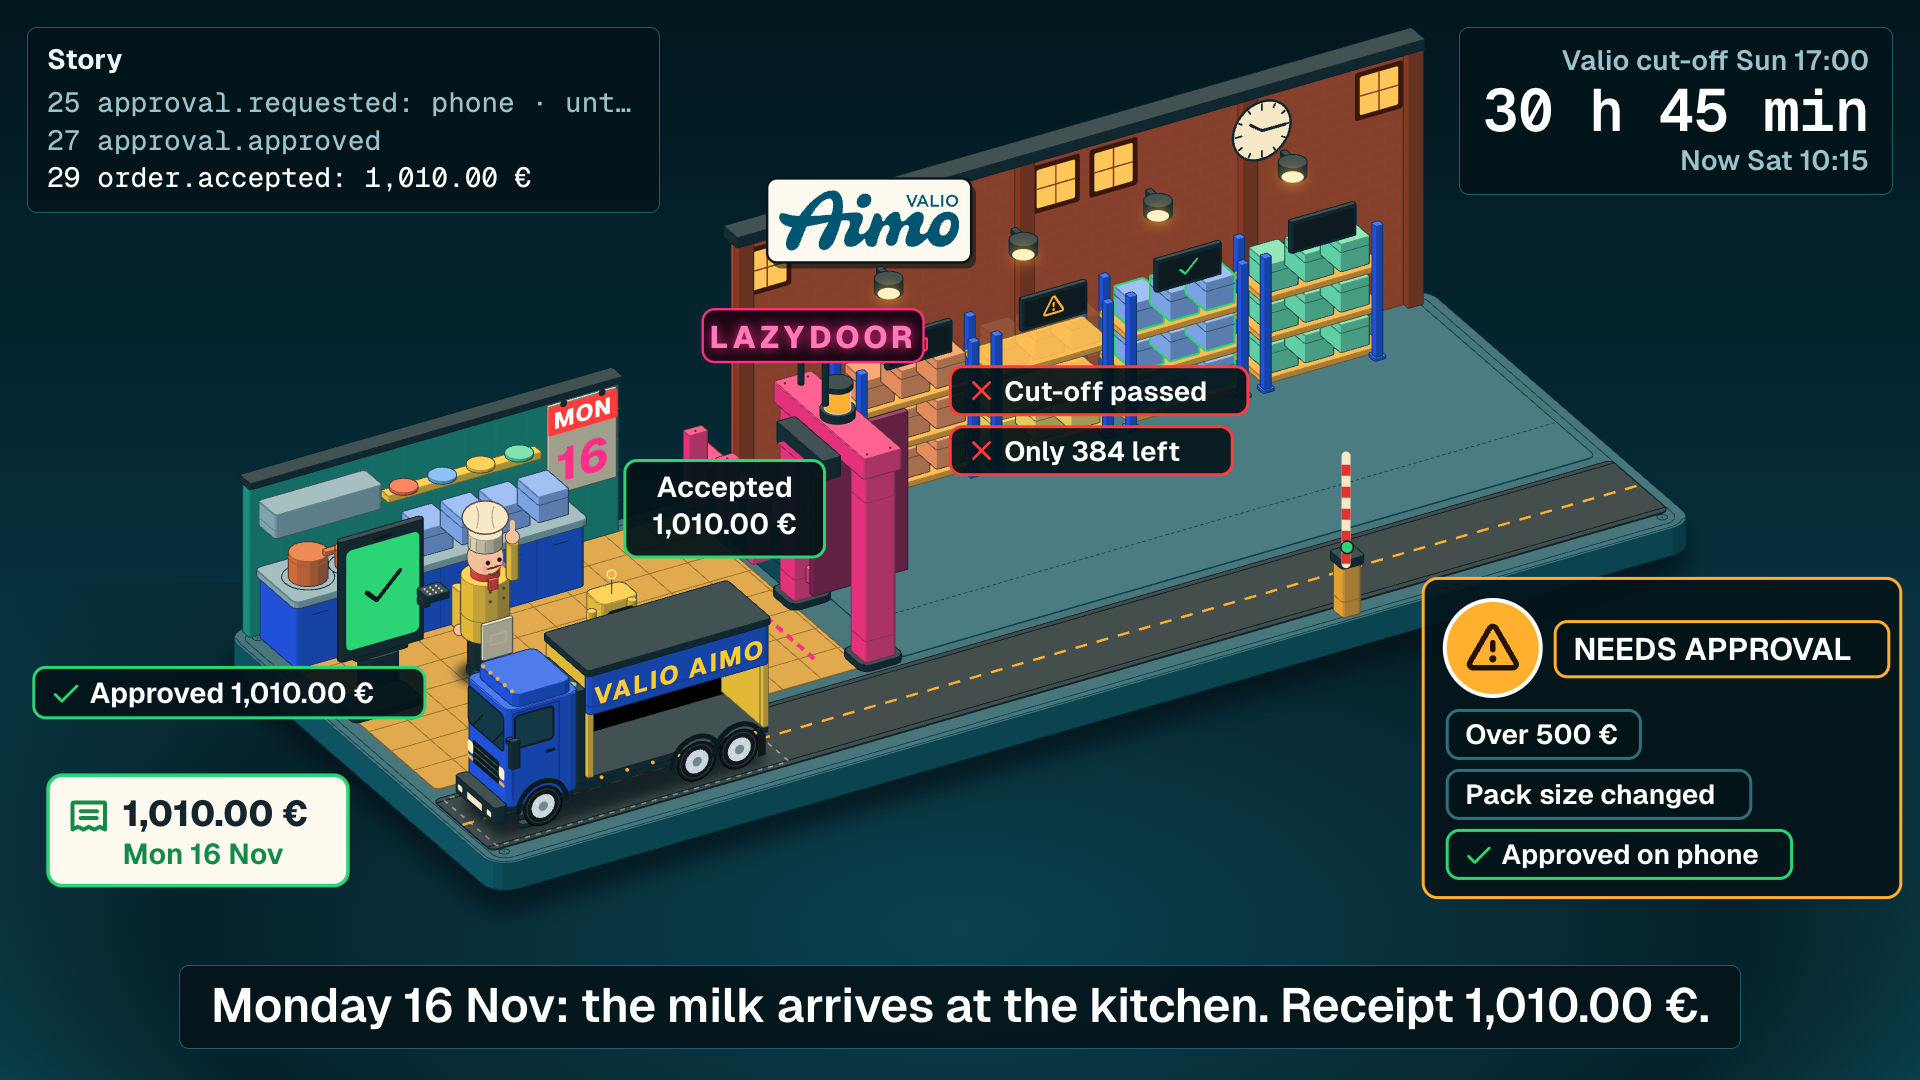 Story
25 approval.requested: phone · unt…
27 approval.approved
29 order.accepted: 1,010.00 €
Valio cut-off Sun 17:00
30 h 45 min
Now Sat 10:15
VALIO
Aimo
LAZYDOOR
MON
16
Cut-off passed
Only 384 left
Accepted
1,010.00 €
VALIO AIMO
Approved 1,010.00 €
1,010.00 €
Mon 16 Nov
NEEDS APPROVAL
Over 500 €
Pack size changed
Approved on phone
Monday 16 Nov: the milk arrives at the kitchen. Receipt 1,010.00 €.